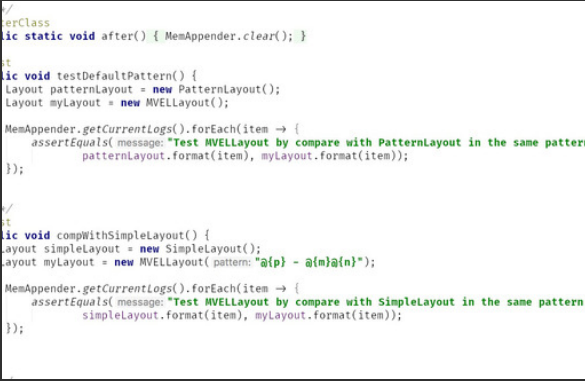 */
terClass
lic static void after() { MemAppender.clear(); }
st
lic void testDefaultPattern() {
Layout patternLayout = new PatternLayout();
Layout myLayout = new MVELLayout();
MemAppender.getCurrentLogs().forEach(item → {
assertEquals( message: "Test MVELLayout by compare with PatternLayout in the same patter
patternLayout.format(item), myLayout.format(item));
});
*/
st
lic void compWithSimpleLayout() {
ayout simpleLayout = new SimpleLayout();
ayout myLayout = new MVELLayout( pattern: "@{p} - @{m}@{n}");
MemAppender.getCurrentLogs().forEach(item → {
assertEquals( message: "Test MVELLayout by compare with SimpleLayout in the same pattern
simpleLayout.format(item), myLayout.format(item));
});